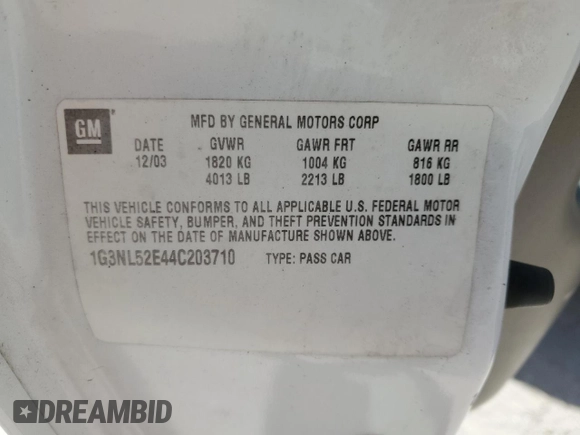 GM
MFD BY GENERAL MOTORS CORP
DATE GVWR GAWR FRT GAWR RR
12/03 1820 KG 1004 KG 816 KG
4013 LB 2213 LB 1800 LB
THIS VEHICLE CONFORMS TO ALL APPLICABLE U.S. FEDERAL MOTOR
VEHICLE SAFETY, BUMPER, AND THEFT PREVENTION STANDARDS IN
EFFECT ON THE DATE OF MANUFACTURE SHOWN ABOVE.
1G3NL52E44C203710 TYPE: PASS CAR
DREAMBID